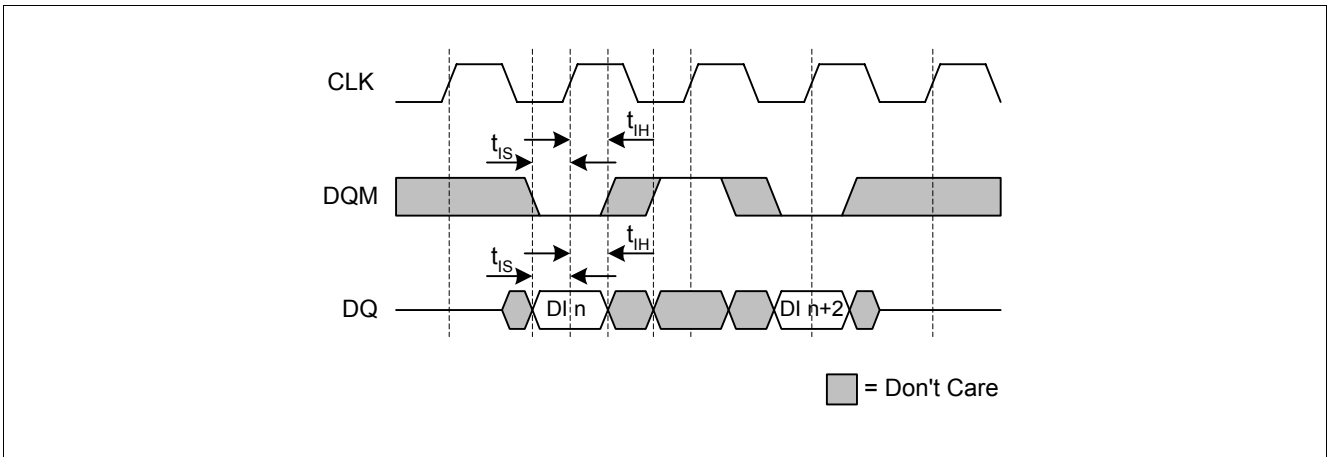 CLK
tIH
tIS
DQM
tIH
tIS
DQ
DI n
DI n+2
= Don't Care